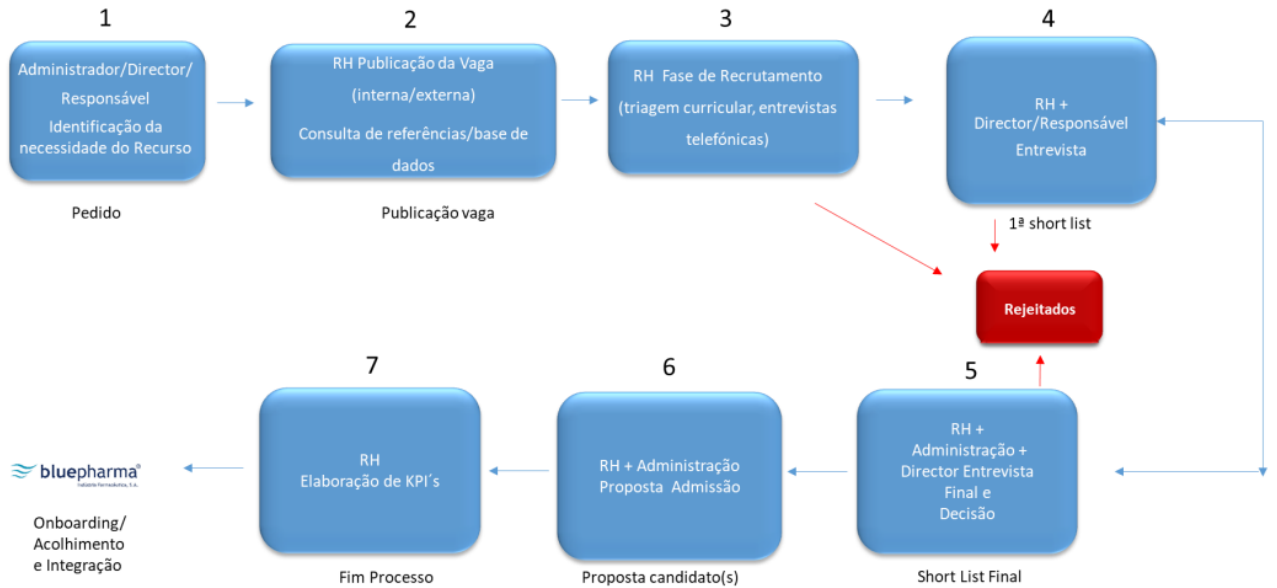 1
Administrador/Director/
Responsável
Identificação da
necessidade do Recurso
Pedido
2
RH Publicação da Vaga
(interna/externa)
Consulta de referências/base de
dados
Publicação vaga
3
RH Fase de Recrutamento
(triagem curricular, entrevistas
telefónicas)
4
RH +
Director/Responsável
Entrevista
1ª short list
Rejeitados
5
RH +
Administração +
Director Entrevista
Final e
Decisão
Short List Final
6
RH + Administração
Proposta Admissão
Proposta candidato(s)
7
RH
Elaboração de KPI´s
Fim Processo
bluepharma®
Indústria Farmacêutica, S.A.
Onboarding/
Acolhimento
e Integração